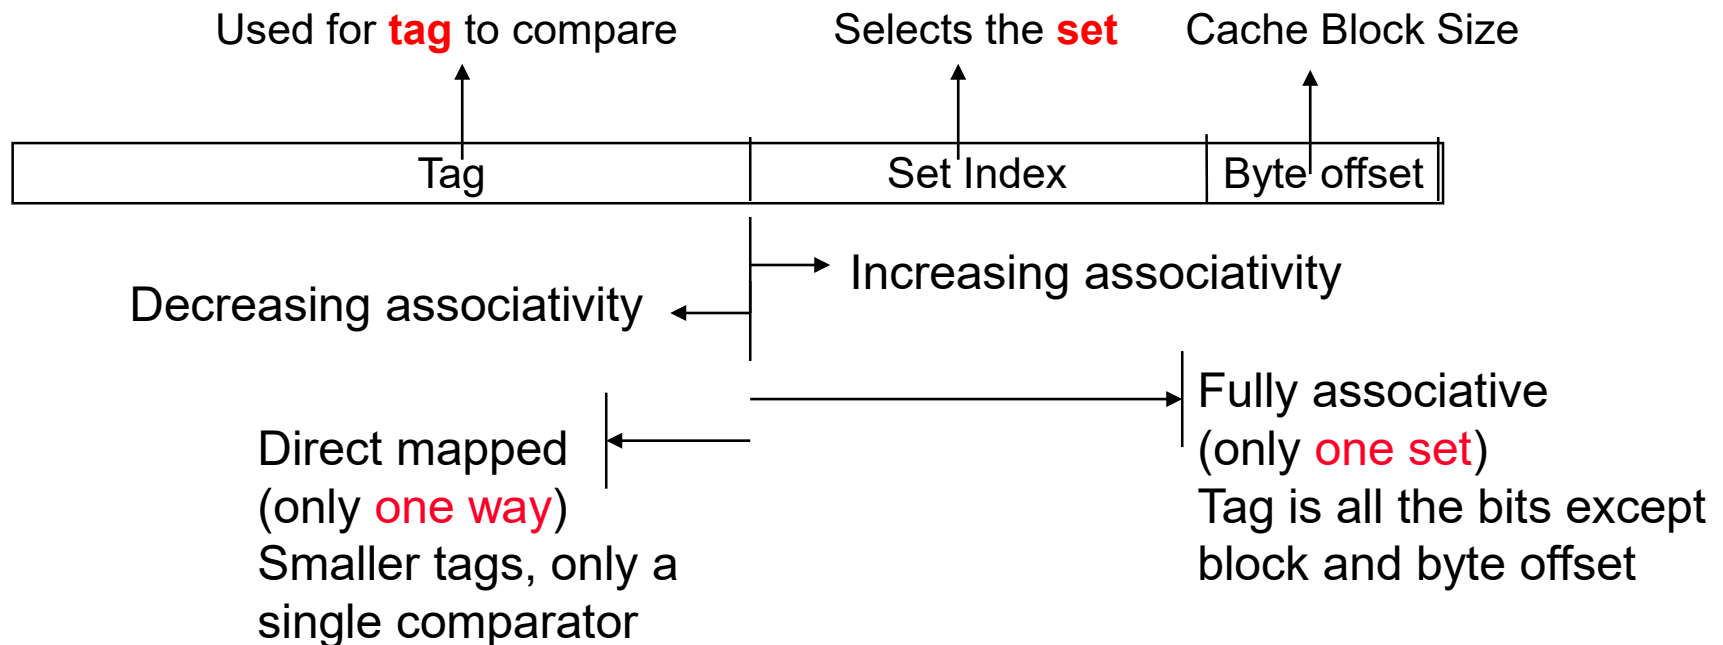 Used for tag to compare
Selects the set
Cache Block Size
Tag
Set Index
Byte offset
Increasing associativity
Decreasing associativity
Fully associative
(only one set)
Tag is all the bits except
block and byte offset
Direct mapped
(only one way)
Smaller tags, only a
single comparator